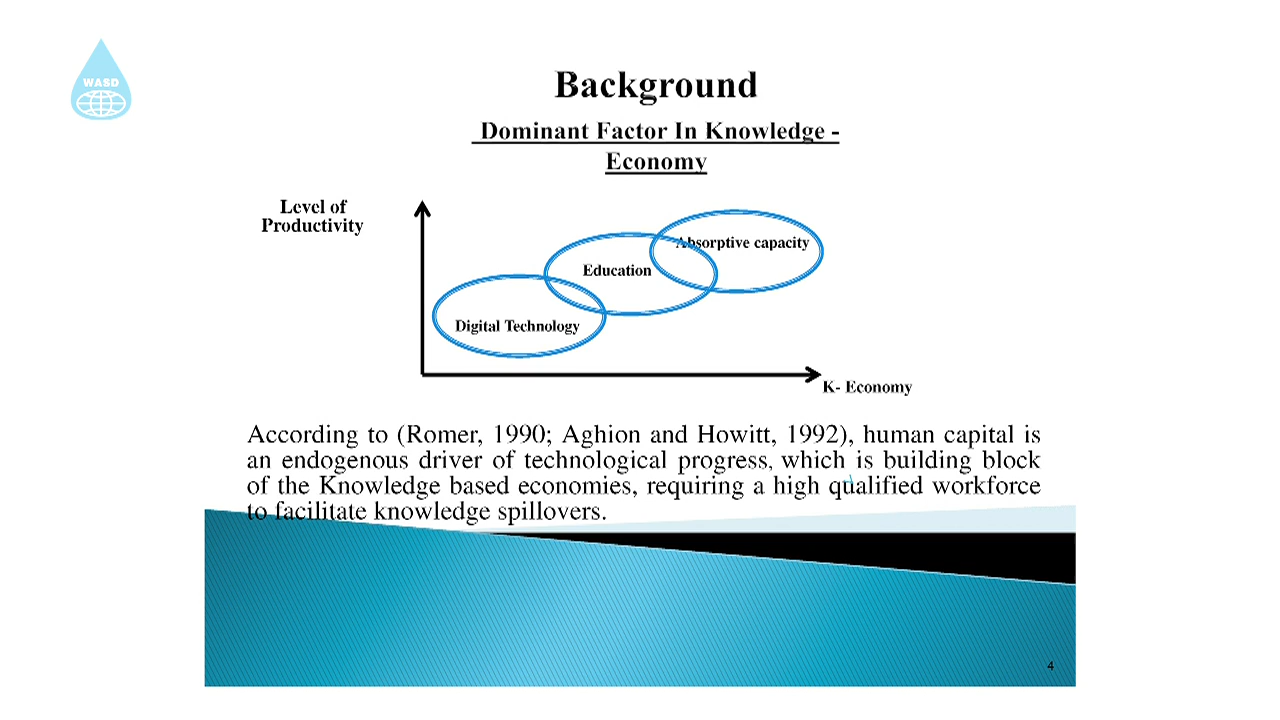 WASD
Background
Dominant Factor In Knowledge -
Economy
Level of
Productivity
Absorptive capacity
Education
Digital Technology
K- Economy
According to (Romer, 1990; Aghion and Howitt, 1992), human capital is
an endogenous driver of technological progress, which is building block
of the Knowledge based economies, requiring a high qualified workforce
to facilitate knowledge spillovers.
4